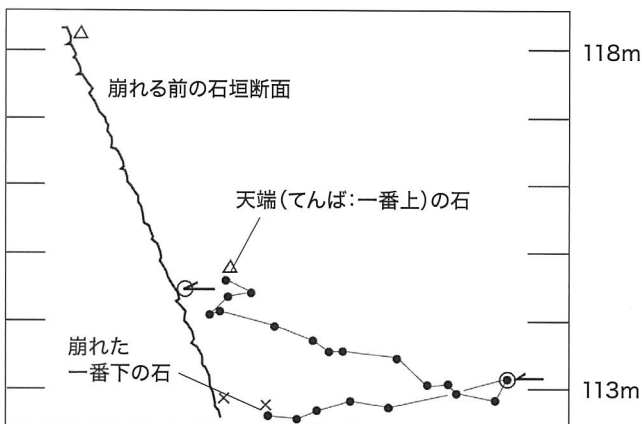 118m
崩れる前の石垣断面
天端(てんば:一番上)の石
崩れた
一番下の石
113m